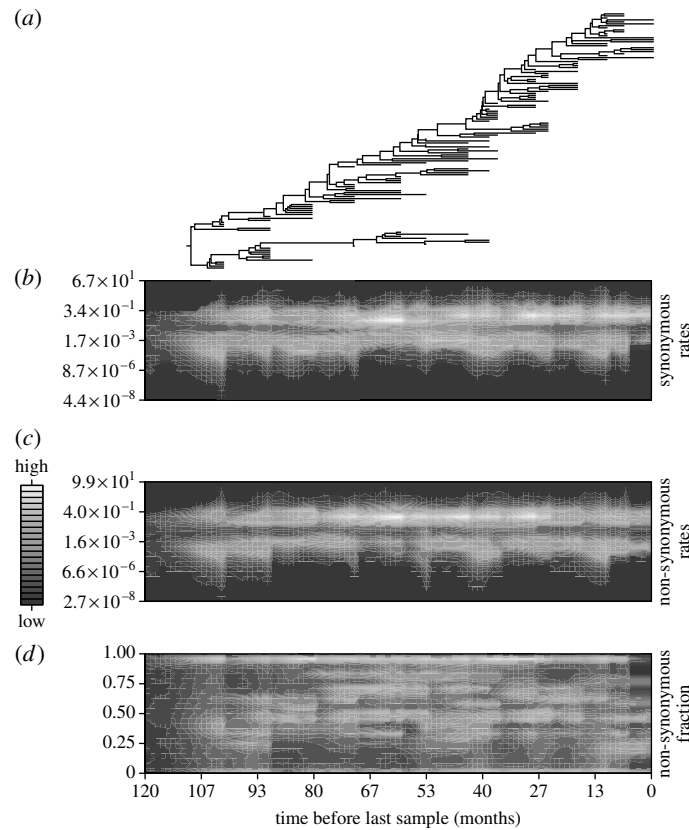 (a)
(b)
6.7×10¹
3.4×10⁻¹
1.7×10⁻³
8.7×10⁻⁶
4.4×10⁻⁸
synonymous
rates
(c)
high
low
9.9×10¹
4.0×10⁻¹
1.6×10⁻³
6.6×10⁻⁶
2.7×10⁻⁸
non-synonymous
rates
(d)
1.00
0.75
0.50
0.25
0
non-synonymous
fraction
120 107 93 80 67 53 40 27 13 0
time before last sample (months)